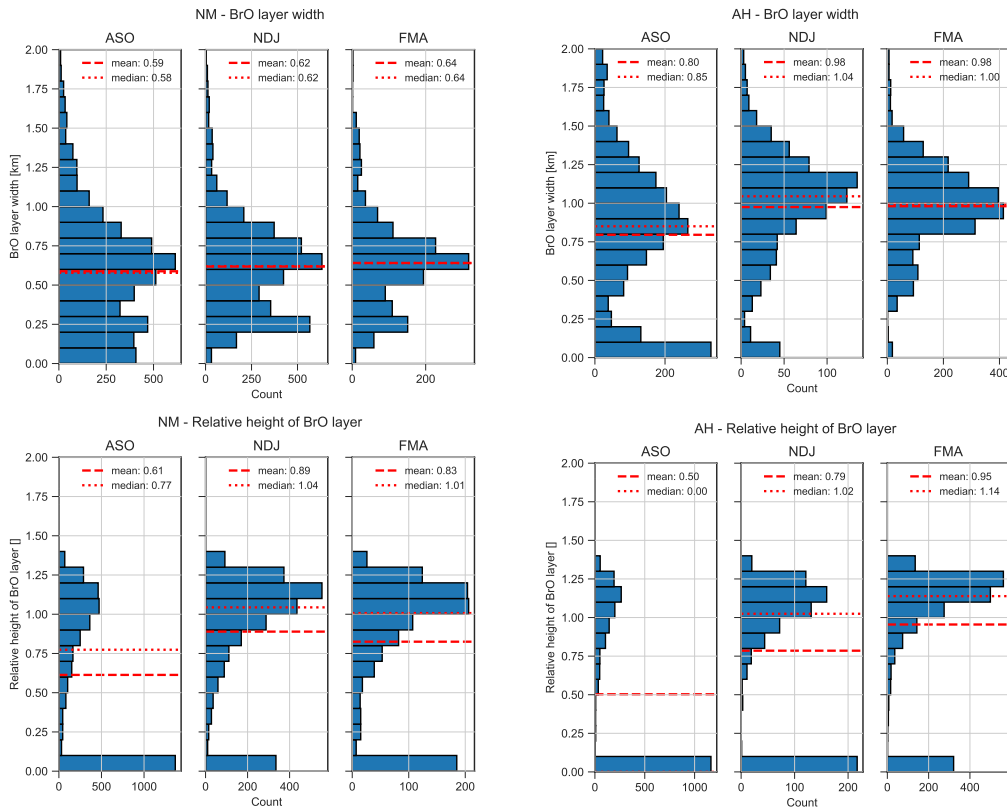 NM - BrO layer width
ASO NDJ FMA
mean: 0.59
median: 0.58
mean: 0.62
median: 0.62
mean: 0.64
median: 0.64
2.00
1.75
1.50
1.25
1.00
0.75
0.50
0.25
0.00
BrO layer width [km]
0 500 0 500 0 200
Count
AH - BrO layer width
ASO NDJ FMA
mean: 0.80
median: 0.85
mean: 0.98
median: 1.04
mean: 0.98
median: 1.00
2.00
1.75
1.50
1.25
1.00
0.75
0.50
0.25
0.00
BrO layer width [km]
0 200 0 100 0 200 400
Count
NM - Relative height of BrO layer
ASO NDJ FMA
mean: 0.61
median: 0.77
mean: 0.89
median: 1.04
mean: 0.83
median: 1.01
2.00
1.75
1.50
1.25
1.00
0.75
0.50
0.25
0.00
Relative height of BrO layer []
0 500 1000 0 200 400 0 100 200
Count
AH - Relative height of BrO layer
ASO NDJ FMA
mean: 0.50
median: 0.00
mean: 0.79
median: 1.02
mean: 0.95
median: 1.14
2.00
1.75
1.50
1.25
1.00
0.75
0.50
0.25
0.00
Relative height of BrO layer []
0 500 1000 0 100 200 0 200 400
Count